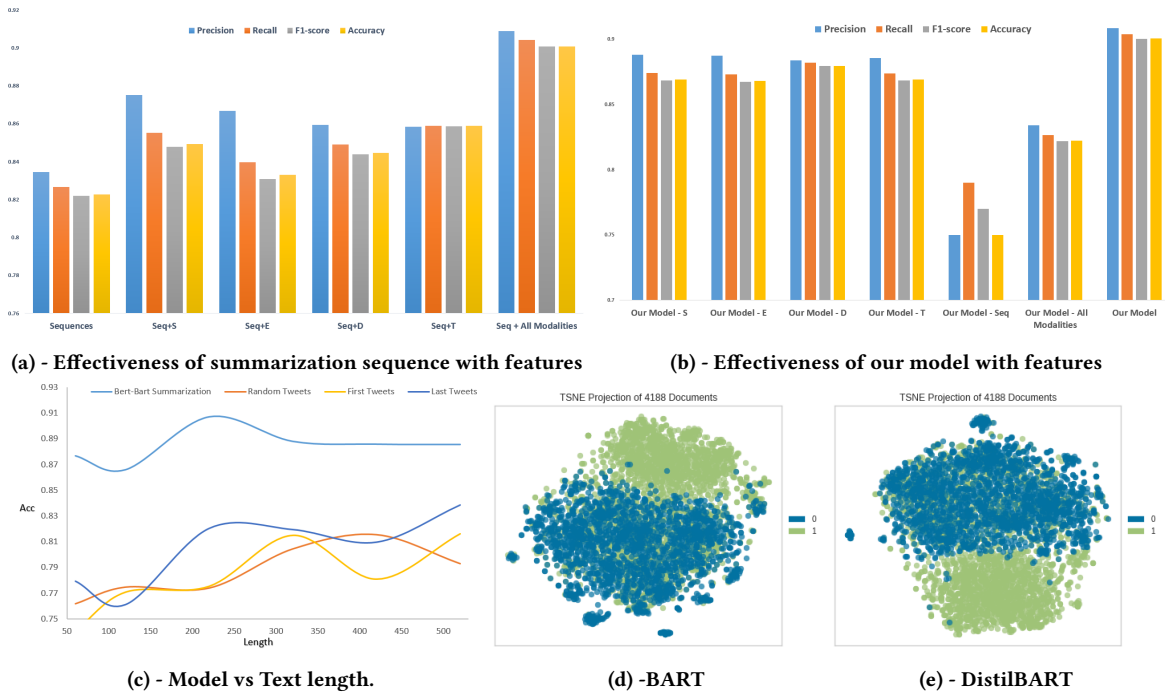 0.92
0.9
0.88
0.86
0.84
0.82
0.8
0.78
0.76
Precision Recall F1-score Accuracy
Sequences Seq+S Seq+E Seq+D Seq+T Seq + All Modalities
(a) - Effectiveness of summarization sequence with features
0.9
0.85
0.8
0.75
0.7
Precision Recall F1-score Accuracy
Our Model - S Our Model - E Our Model - D Our Model - T Our Model - Seq Our Model - All Our Model
Modalities
(b) - Effectiveness of our model with features
0.93
0.91
0.89
0.87
0.85
0.83
0.81
0.79
0.77
0.75
Acc
Bert-Bart Summarization Random Tweets First Tweets Last Tweets
50 100 150 200 250 300 350 400 450 500
Length
(c) - Model vs Text length.
TSNE Projection of 4188 Documents
0
1
(d) -BART
TSNE Projection of 4188 Documents
0
1
(e) - DistilBART